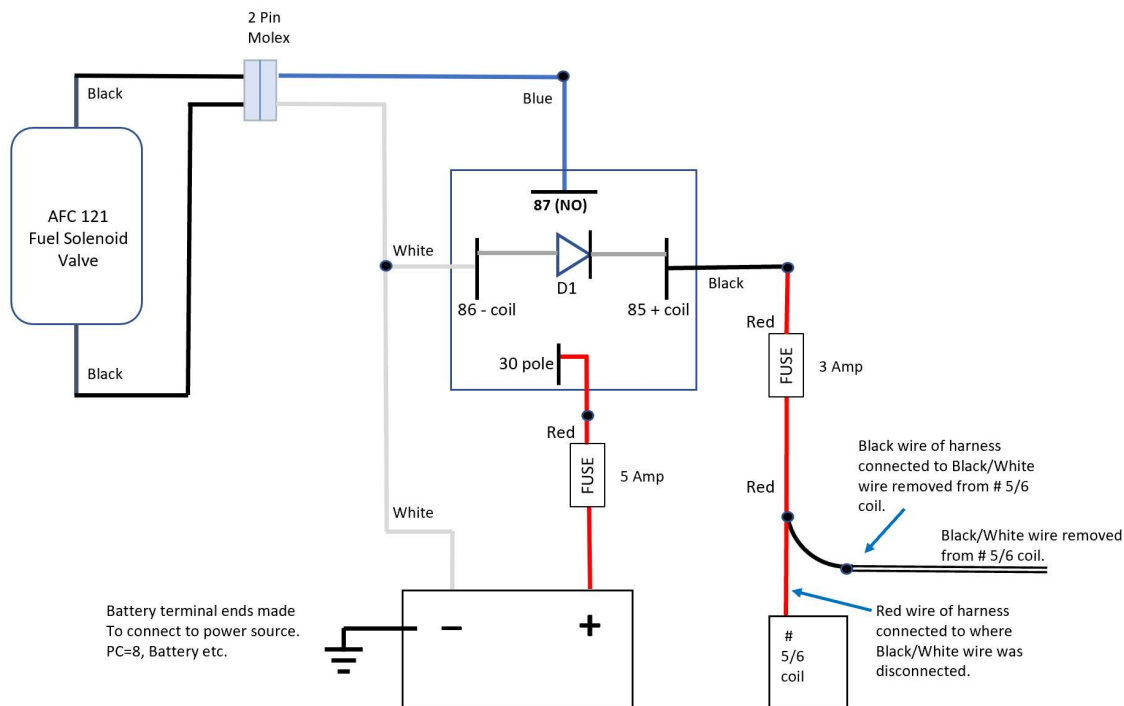 2 Pin
Molex
Black
Blue
AFC 121
Fuel Solenoid
Valve
87 (NO)
White
D1
86 - coil
85 + coil
Black
Red
30 pole
FUSE
3 Amp
Black
Red
FUSE
5 Amp
Red
Black wire of harness
connected to Black/White
wire removed from # 5/6
coil.
White
Black/White wire removed
from # 5/6 coil.
Battery terminal ends made
To connect to power source.
PC=8, Battery etc.
− +
#
5/6
coil
Red wire of harness
connected to where
Black/White wire was
disconnected.